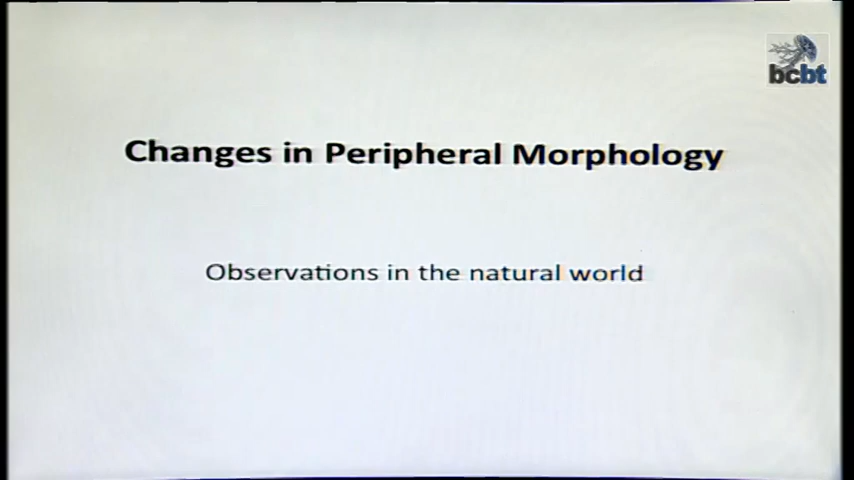 bcbt
Changes in Peripheral Morphology
Observations in the natural world